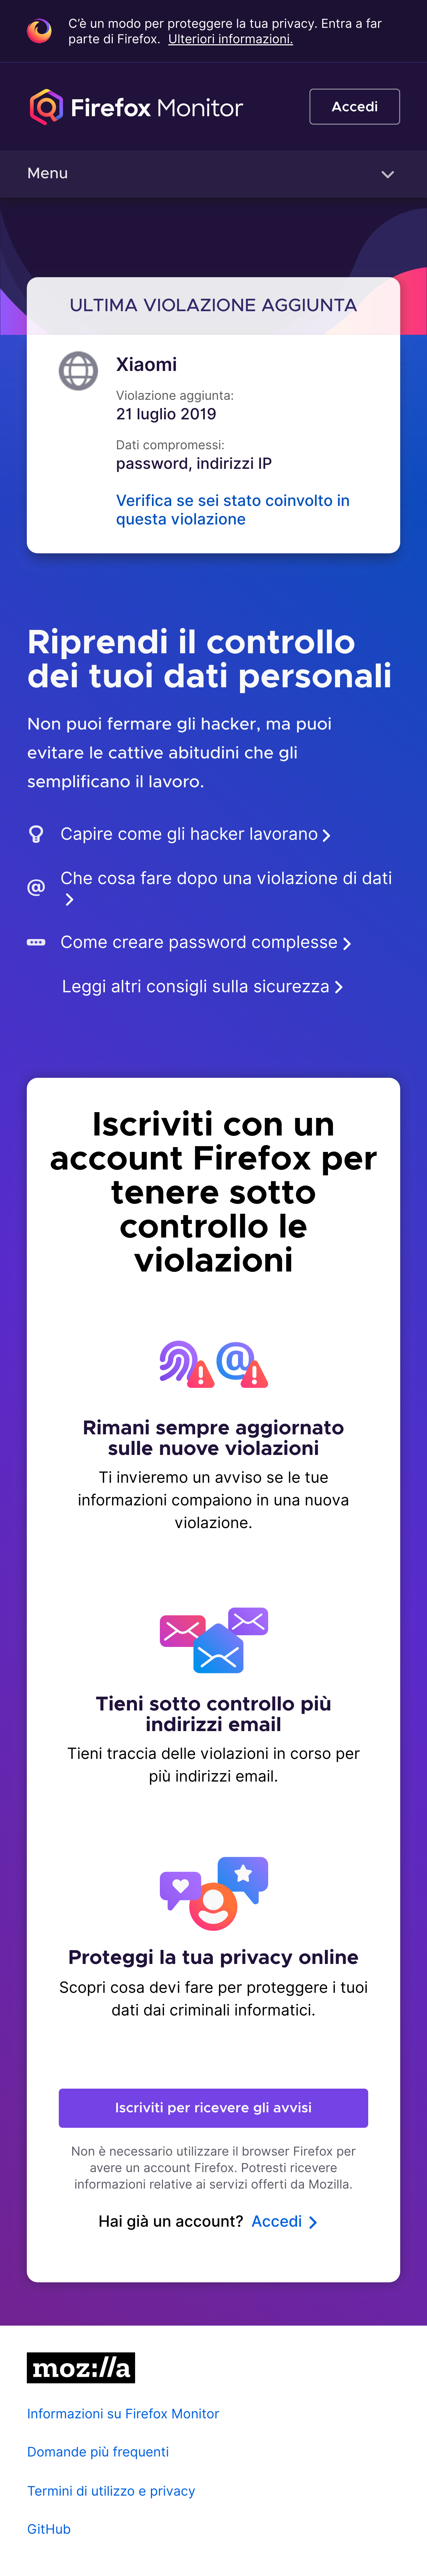 C'è un modo per proteggere la tua privacy. Entra a far
parte di Firefox. Ulteriori informazioni.
Firefox Monitor
Accedi
Menu
ULTIMA VIOLAZIONE AGGIUNTA
Xiaomi
Violazione aggiunta:
21 luglio 2019
Dati compromessi:
password, indirizzi IP
Verifica se sei stato coinvolto in
questa violazione
Riprendi il controllo
dei tuoi dati personali
Non puoi fermare gli hacker, ma puoi
evitare le cattive abitudini che gli
semplificano il lavoro.
Capire come gli hacker lavorano
Che cosa fare dopo una violazione di dati
Come creare password complesse
Leggi altri consigli sulla sicurezza
Iscriviti con un
account Firefox per
tenere sotto
controllo le
violazioni
Rimani sempre aggiornato
sulle nuove violazioni
Ti invieremo un avviso se le tue
informazioni compaiono in una nuova
violazione.
Tieni sotto controllo più
indirizzi email
Tieni traccia delle violazioni in corso per
più indirizzi email.
Proteggi la tua privacy online
Scopri cosa devi fare per proteggere i tuoi
dati dai criminali informatici.
Iscriviti per ricevere gli avvisi
Non è necessario utilizzare il browser Firefox per
avere un account Firefox. Potresti ricevere
informazioni relative ai servizi offerti da Mozilla.
Hai già un account? Accedi
moz://a
Informazioni su Firefox Monitor
Domande più frequenti
Termini di utilizzo e privacy
GitHub